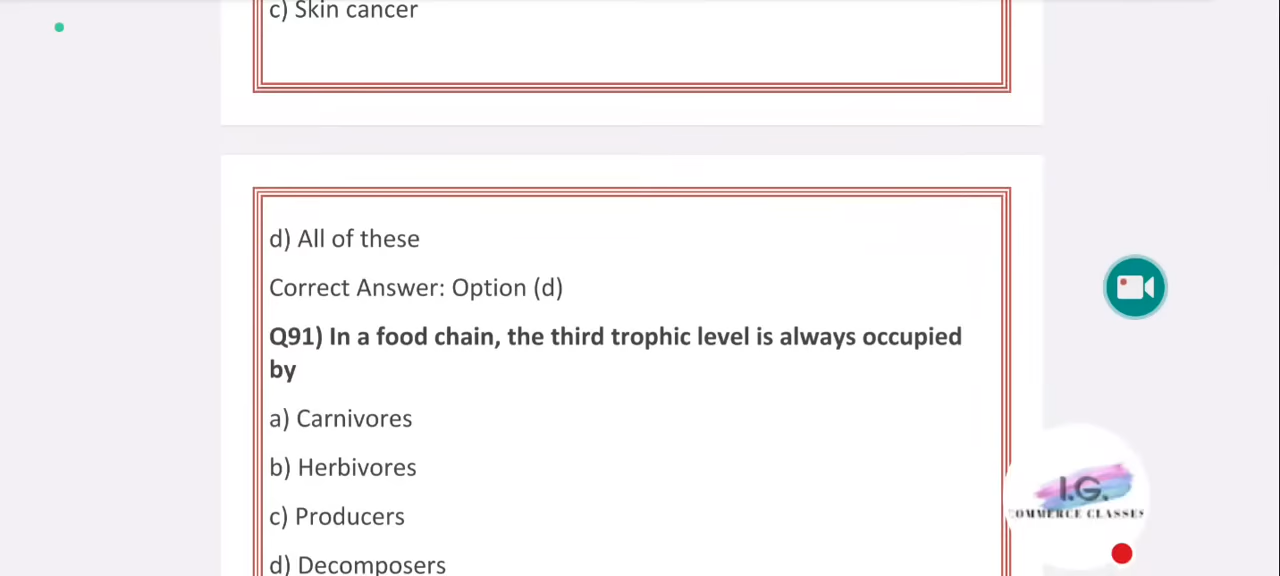 c) Skin cancer
d) All of these
Correct Answer: Option (d)
Q91) In a food chain, the third trophic level is always occupied
by
a) Carnivores
b) Herbivores
c) Producers
d) Decomposers
I.G.
COMMERCE CLASSES